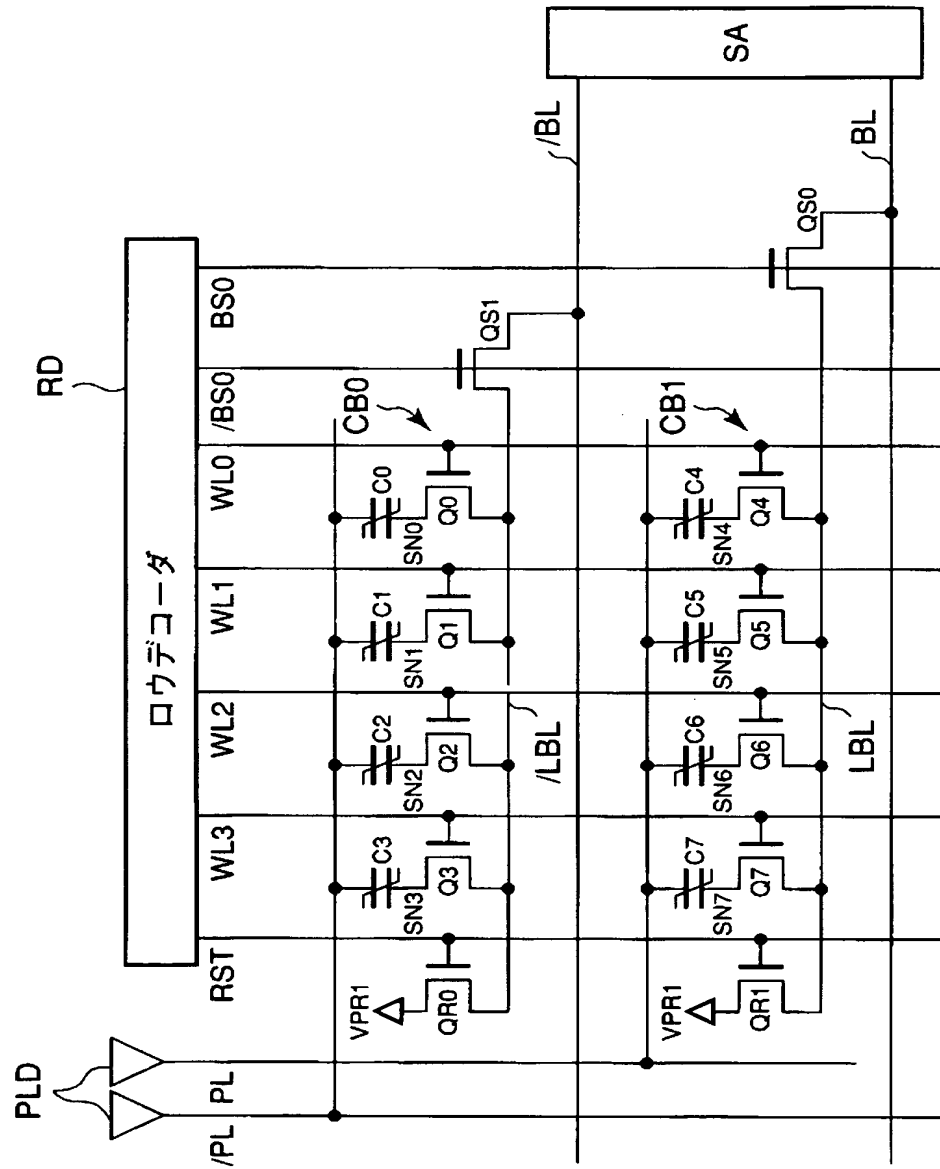 RD
ロウデコーダ
PLD
/PL
PL
RST
WL3
WL2
WL1
WL0
/BS0
BS0
CB0
C3
C2
C1
C0
SN3
SN2
SN1
SN0
VPR1
QR0
Q3
Q2
Q1
Q0
QS1
/LBL
/BL
SA
CB1
C7
C6
C5
C4
SN7
SN6
SN5
SN4
VPR1
QR1
Q7
Q6
Q5
Q4
QS0
LBL
BL